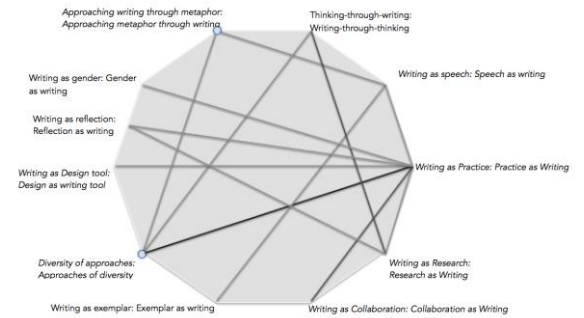 Approaching writing through metaphor:
Approaching metaphor through writing
Thinking-through-writing:
Writing-through-thinking
Writing as speech: Speech as writing
Writing as gender: Gender
as writing
Writing as reflection:
Reflection as writing
Writing as Practice: Practice as Writing
Writing as Design tool:
Design as writing tool
Diversity of approaches:
Approaches of diversity
Writing as Research:
Research as Writing
Writing as exemplar: Exemplar as writing
Writing as Collaboration: Collaboration as Writing